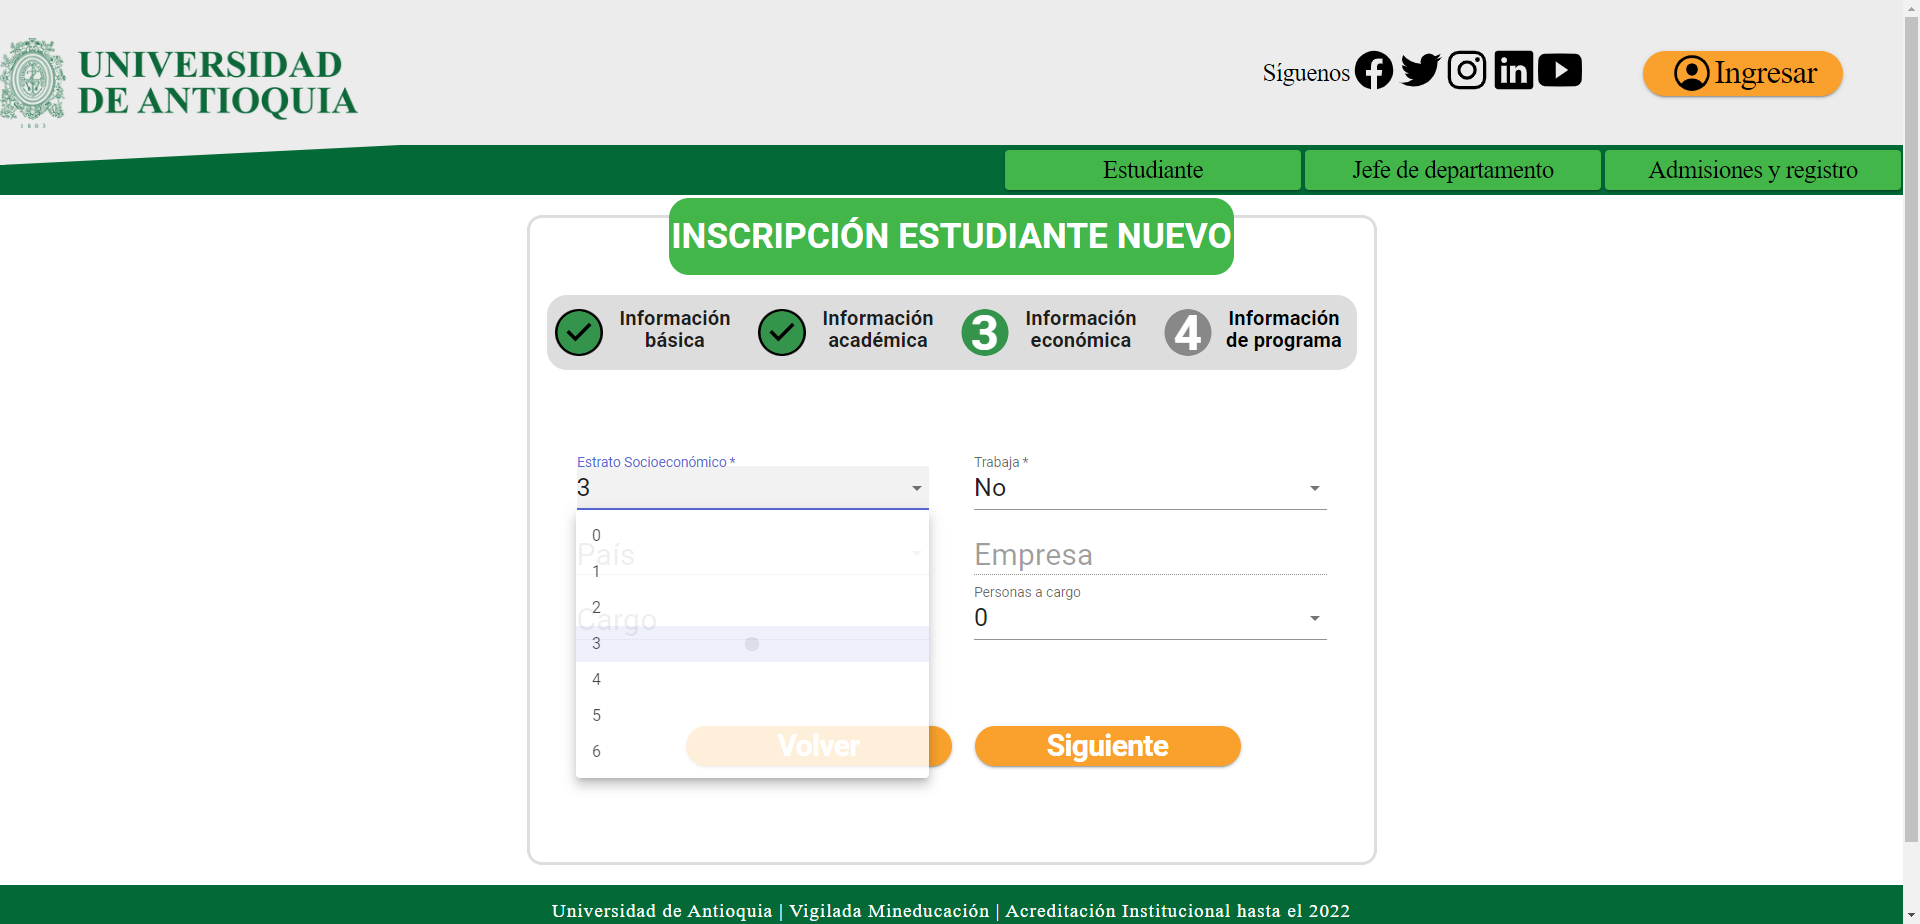 UNIVERSIDAD
DE ANTIOQUIA
1803
Síguenos
Ingresar
Estudiante
Jefe de departamento
Admisiones y registro
INSCRIPCIÓN ESTUDIANTE NUEVO
Información
básica
Información
académica
3
Información
económica
4
Información
de programa
Estrato Socioeconómico *
3
Trabaja *
No
0
País
1
2
Cargo
3
4
5
6
Empresa
Personas a cargo
0
Volver
Siguiente
Universidad de Antioquia | Vigilada Mineducación | Acreditación Institucional hasta el 2022